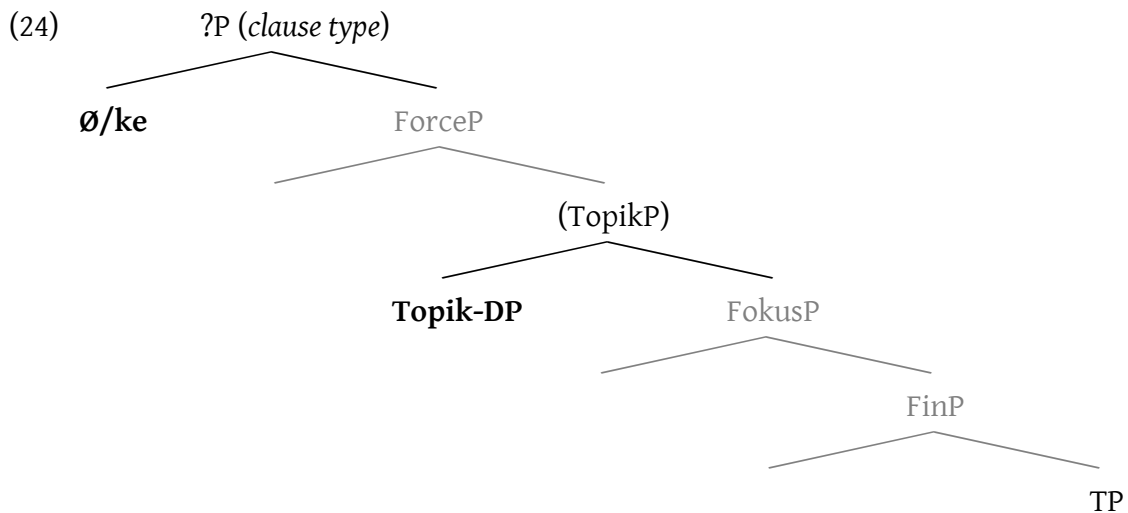 (24) ?P (clause type)
Ø/ke ForceP
(TopikP)
Topik-DP FokusP
FinP
TP